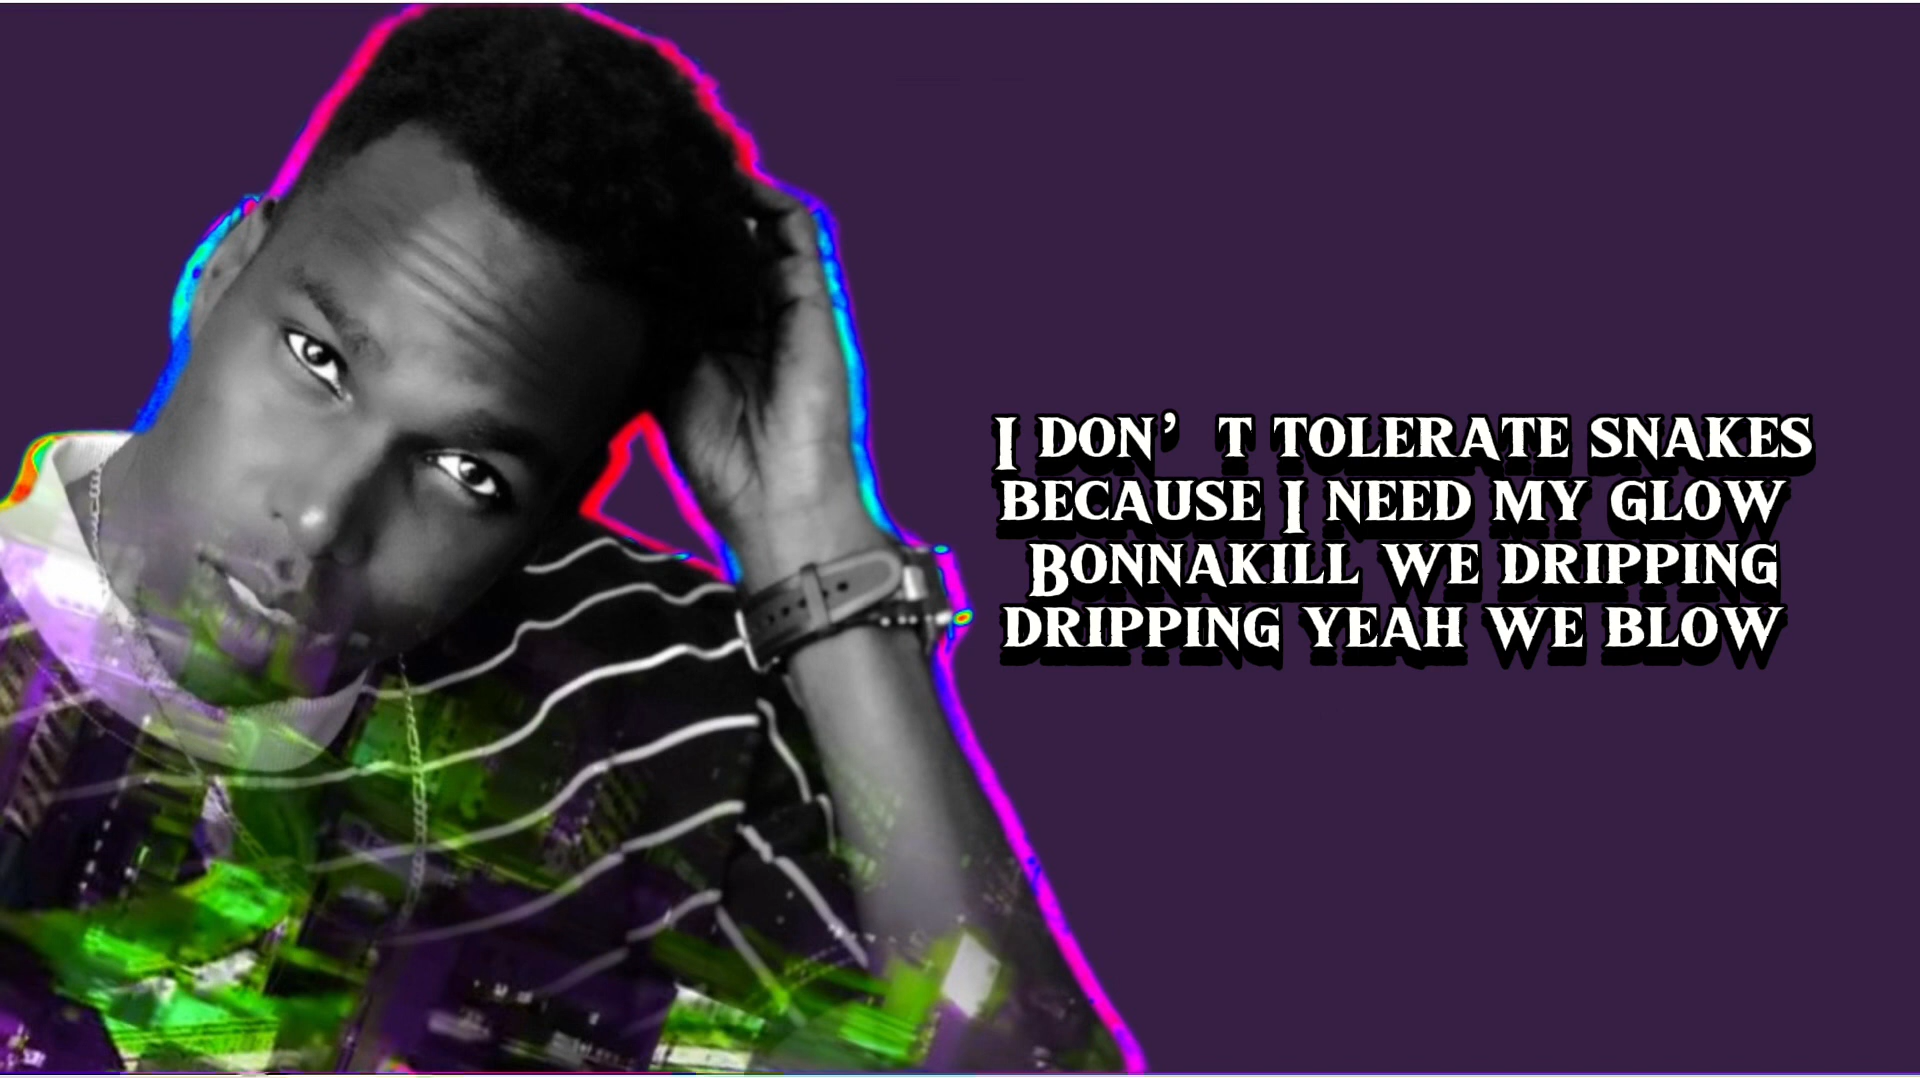 I DON’T TOLERATE SNAKES
BECAUSE I NEED MY GLOW
BONNAKILL WE DRIPPING
DRIPPING YEAH WE BLOW